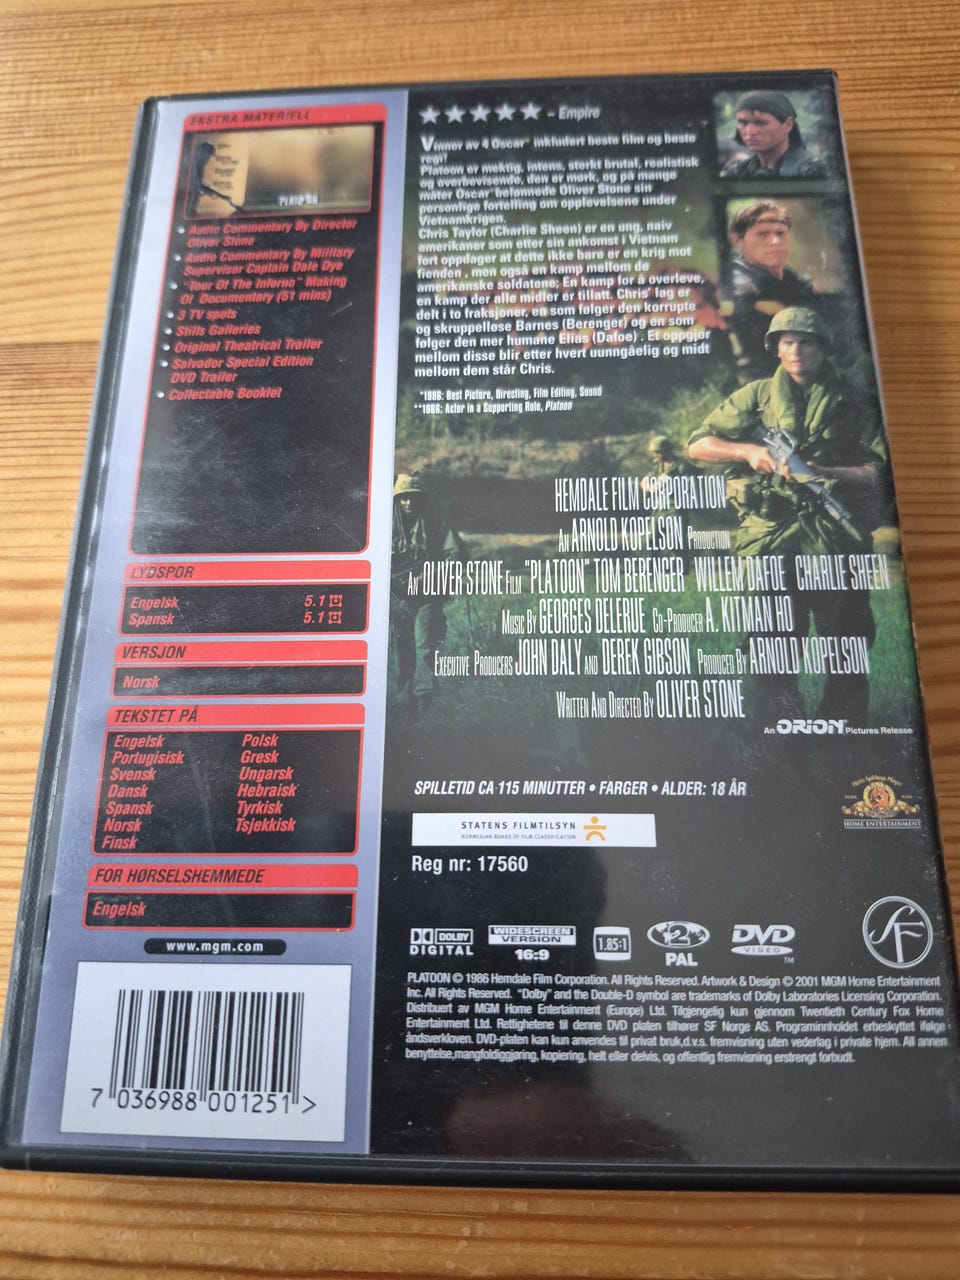 EKSTRA MATERIELL
PLATOON
• Audio Commentary By Director
Oliver Stone
• Audio Commentary By Military
Supervisor Captain Dale Dye
• "Tour Of The Inferno" Making
Of Documentary (51 mins)
• 3 TV spots
• Stills Galleries
• Original Theatrical Trailer
• Salvador Special Edition
DVD Trailer
• Collectable Booklet
LYDSPOR
Engelsk 5.1
Spansk 5.1
VERSJON
Norsk
TEKSTET PÅ
Engelsk Polsk
Portugisisk Gresk
Svensk Ungarsk
Dansk Hebraisk
Spansk Tyrkisk
Norsk Tsjekkisk
Finsk
FOR HØRSELSHEMMEDE
Engelsk
www.mgm.com
7 036988 001251 >
★★★★★ – Empire
Vinner av 4 Oscar* inkludert beste film og beste
regi!
Platoon er mektig, intens, sterkt brutal, realistisk
og overbevisende, den er mørk, og på mange
måter Oscar* belønnede Oliver Stone sin
personlige fortelling om opplevelsene under
Vietnamkrigen.
Chris Taylor (Charlie Sheen) er en ung, naiv
amerikaner som etter sin ankomst i Vietnam
fort oppdager at dette ikke bare er en krig mot
fienden , men også en kamp mellom de
amerikanske soldatene; En kamp for å overleve,
en kamp der alle midler er tillatt. Chris' lag er
delt i to fraksjoner, en som følger den korrupte
og skruppelløse Barnes (Berenger) og en som
følger den mer humane Elias (Dafoe) . Et oppgjør
mellom disse blir etter hvert uunngåelig og midt
mellom dem står Chris.
*1986: Best Picture, Directing, Film Editing, Sound
**1986: Actor in a Supporting Role, Platoon
HEMDALE FILM CORPORATION
AN ARNOLD KOPELSON PRODUCTION
AN OLIVER STONE FILM "PLATOON" TOM BERENGER WILLEM DAFOE CHARLIE SHEEN
MUSIC BY GEORGES DELERUE CO-PRODUCER A. KITMAN HO
EXECUTIVE PRODUCERS JOHN DALY AND DEREK GIBSON PRODUCED BY ARNOLD KOPELSON
WRITTEN AND DIRECTED BY OLIVER STONE
An ORION Pictures Release
SPILLETID CA 115 MINUTTER • FARGER • ALDER: 18 ÅR
STATENS FILMTILSYN
NORWEGIAN BOARD OF FILM CLASSIFICATION
Reg nr: 17560
Metro Goldwyn Mayer
HOME ENTERTAINMENT
DOLBY
DIGITAL
WIDESCREEN
VERSION
16:9
1.85:1
2
PAL
DVD
VIDEO
TM
SF
PLATOON © 1986 Hemdale Film Corporation. All Rights Reserved. Artwork & Design © 2001 MGM Home Entertainment
Inc. All Rights Reserved. "Dolby" and the Double-D symbol are trademarks of Dolby Laboratories Licensing Corporation.
Distribuert av MGM Home Entertainment (Europe) Ltd. Tilgjengelig kun gjennom Twentieth Century Fox Home
Entertainment Ltd. Rettighetene til denne DVD platen tilhører SF Norge AS. Programinnholdet erbeskyttet ifølge
åndsverkloven. DVD-platen kan kun anvendes til privat bruk,d.v.s. fremvisning uten vederlag i private hjem. All annen
benyttelse,mangfoldiggjøring, kopiering, helt eller delvis, og offentlig fremvisning erstrengt forbudt.